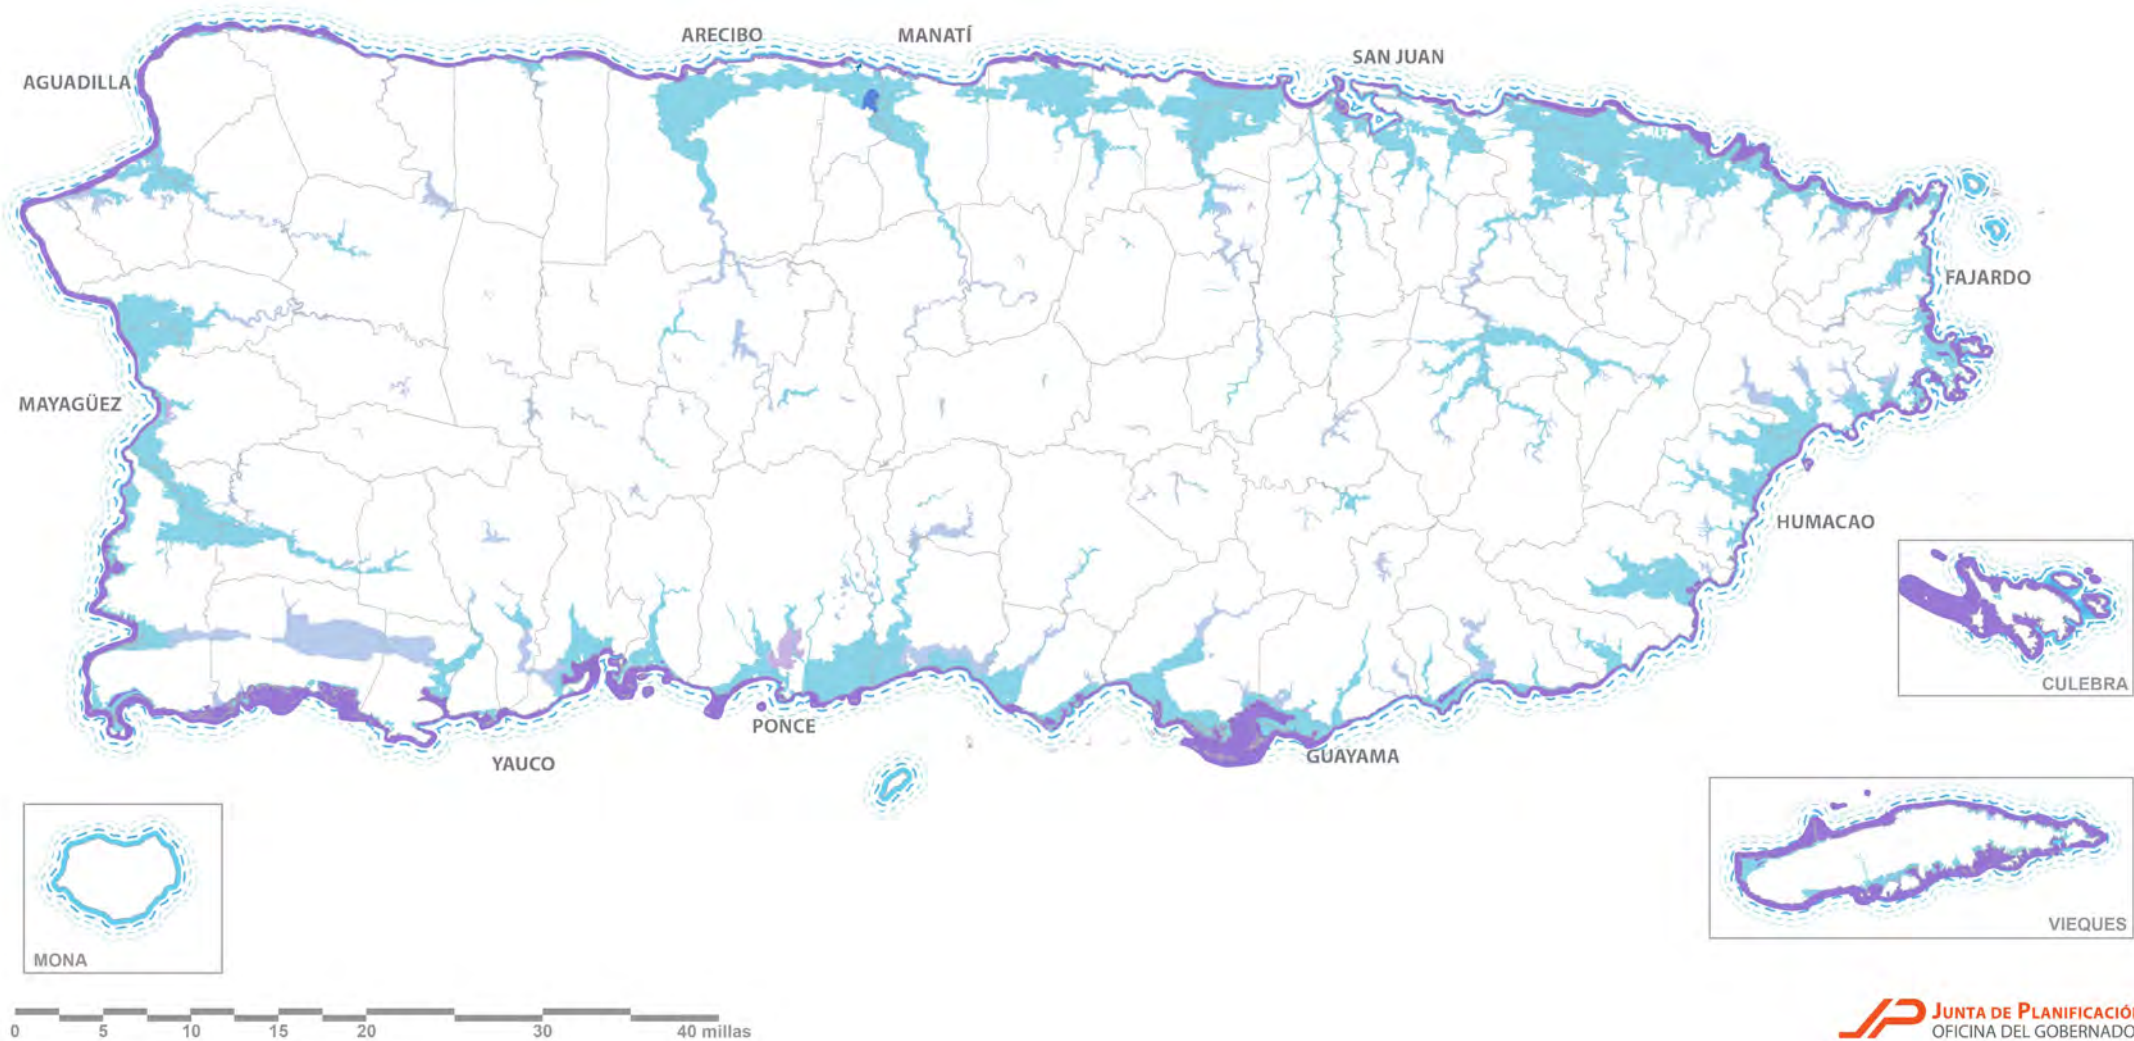 ARECIBO
MANATÍ
SAN JUAN
AGUADILLA
FAJARDO
MAYAGÜEZ
HUMACAO
CULEBRA
PONCE
YAUCO
GUAYAMA
VIEQUES
MONA
0 5 10 15 20 30 40 millas
JUNTA DE PLANIFICACIÓN
OFICINA DEL GOBERNADO